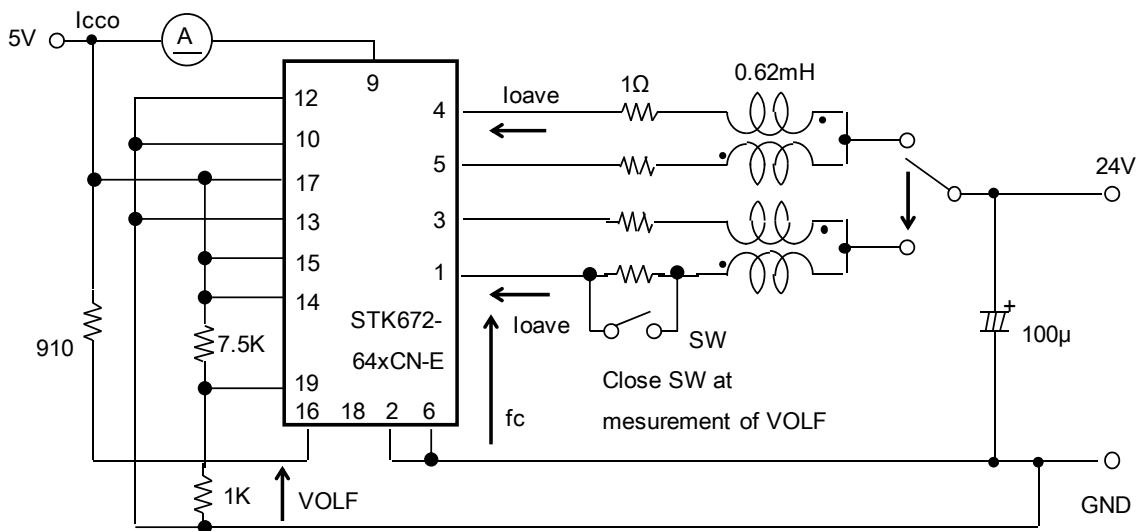 Icco
5V
A
9
12
10
17
13
15
14
19
16
18
2
6
4
5
3
1
STK672-
64xCN-E
Ioave
1Ω
0.62mH
24V
Ioave
SW
Close SW at
mesurement of VOLF
fc
100µ
+
910
7.5K
1K
VOLF
GND